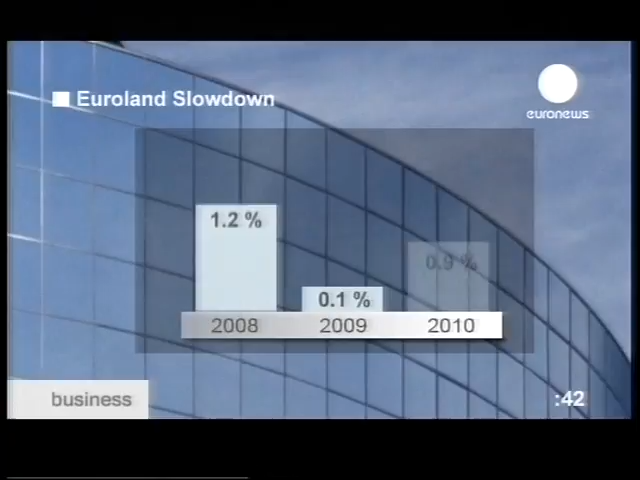 Euroland Slowdown
euronews
1.2 %
0.1 %
0.9 %
2008
2009
2010
business
:42